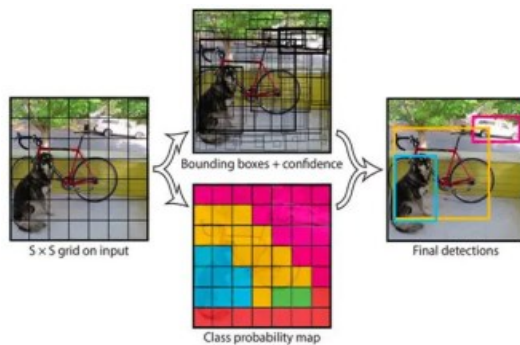 Bounding boxes + confidence
S × S grid on input
Final detections
Class probability map